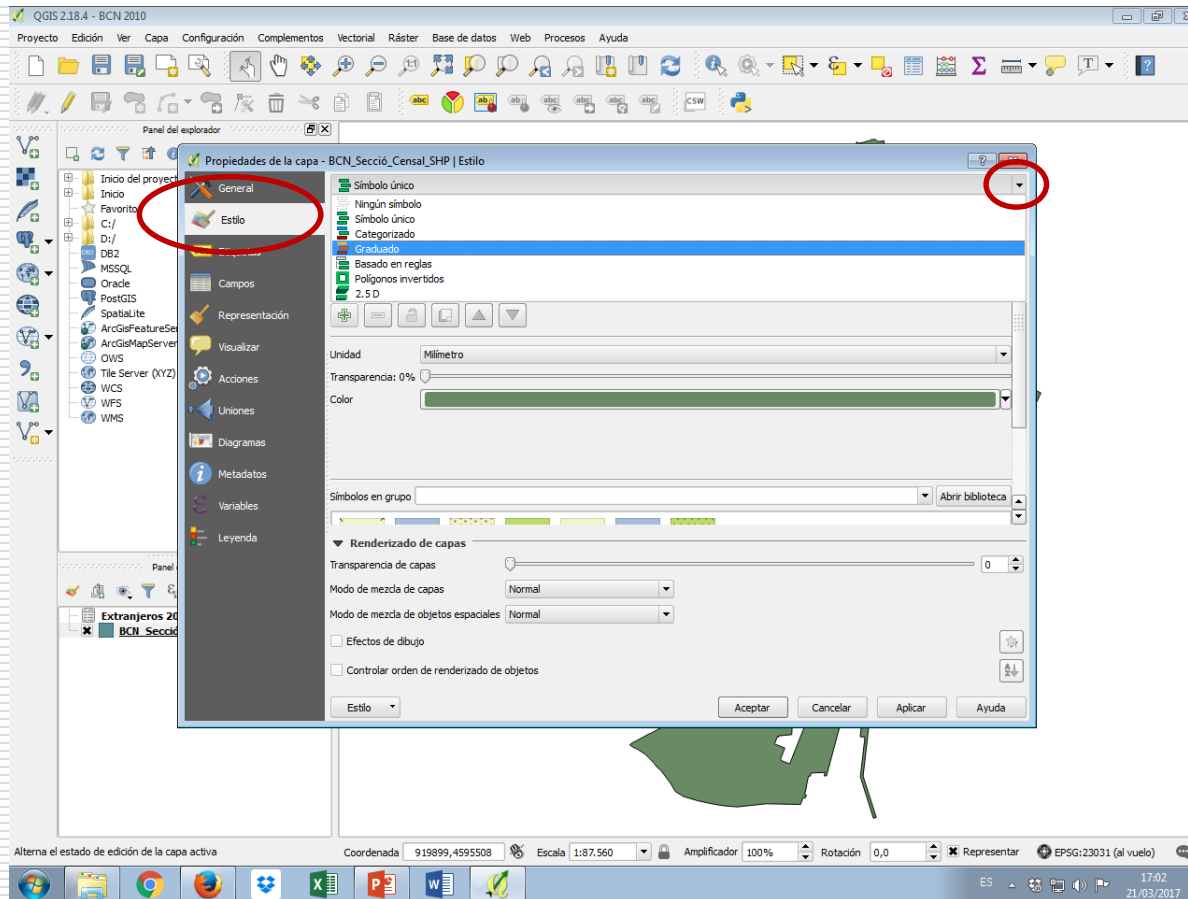 QGIS 2.18.4 - BCN 2010
Proyecto Edición Ver Capa Configuración Complementos Vectorial Ráster Base de datos Web Procesos Ayuda
Panel del explorador
Inicio del proyect
Inicio
Favorito
C:/
D:/
DB2
MSSQL
Oracle
PostGIS
SpatiaLite
ArcGisFeatureSer
ArcGisMapServer
OWS
Tile Server (XYZ)
WCS
WFS
WMS
Panel
Extranjeros 20
BCN_Secció
Propiedades de la capa - BCN_Secció_Censal_SHP | Estilo
General
Estilo
Etiquetas
Campos
Representación
Visualizar
Acciones
Uniones
Diagramas
Metadatos
Variables
Leyenda
Símbolo único
Ningún símbolo
Símbolo único
Categorizado
Graduado
Basado en reglas
Polígonos invertidos
2.5 D
Unidad Milímetro
Transparencia: 0%
Color
Símbolos en grupo Abrir biblioteca
Renderizado de capas
Transparencia de capas 0
Modo de mezcla de capas Normal
Modo de mezcla de objetos espaciales Normal
Efectos de dibujo
Controlar orden de renderizado de objetos
Estilo Aceptar Cancelar Aplicar Ayuda
Alterna el estado de edición de la capa activa Coordenada 919899,4595508 Escala 1:87.560 Amplificador 100% Rotación 0,0 Representar EPSG:23031 (al vuelo)
ES 17:02
21/03/2017